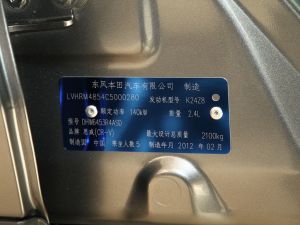 东风本田汽车有限公司 制造
LVHRM4854C5000280 发动机型号 K24Z8
额定功率 140kW 排量 2.4L
型号 DHW6453R4ASD
品牌 思威(CR-V) 最大设计总质量 2100kg
制造国 中国 乘坐人数 5 制造年月 2012 年 02 月